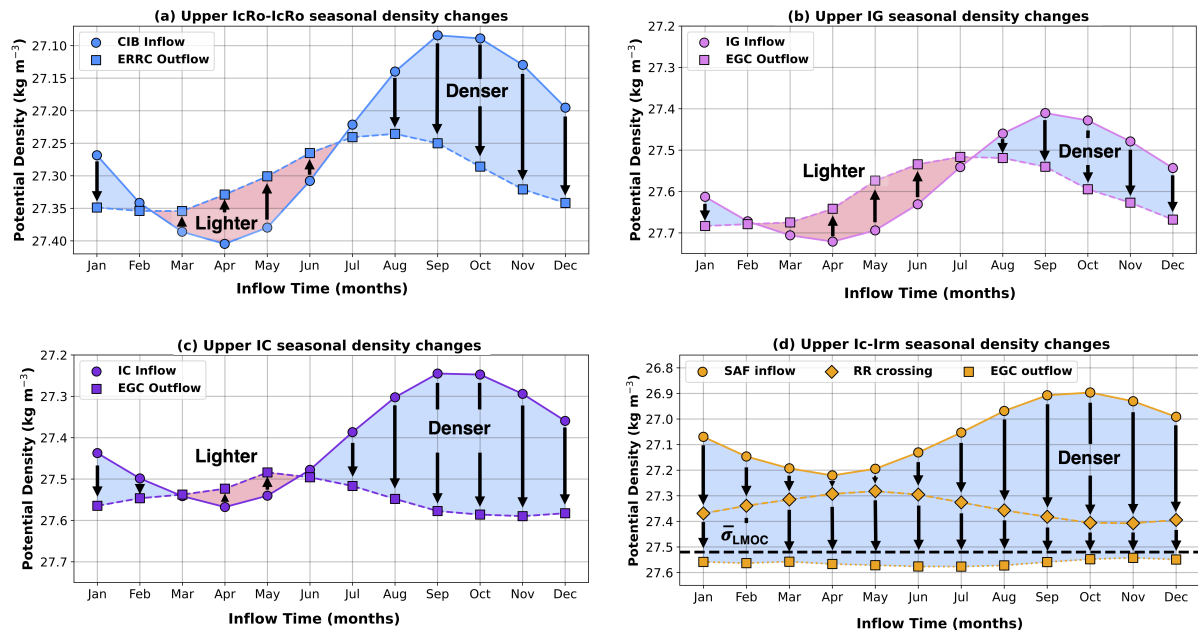 (a) Upper IcRo-IcRo seasonal density changes
Potential Density (kg m⁻³)
27.10
27.15
27.20
27.25
27.30
27.35
27.40
CIB Inflow
ERRC Outflow
Denser
Lighter
Jan Feb Mar Apr May Jun Jul Aug Sep Oct Nov Dec
Inflow Time (months)
(b) Upper IG seasonal density changes
Potential Density (kg m⁻³)
27.2
27.3
27.4
27.5
27.6
27.7
IG Inflow
EGC Outflow
Lighter
Denser
Jan Feb Mar Apr May Jun Jul Aug Sep Oct Nov Dec
Inflow Time (months)
(c) Upper IC seasonal density changes
Potential Density (kg m⁻³)
27.2
27.3
27.4
27.5
27.6
27.7
IC Inflow
EGC Outflow
Lighter
Denser
Jan Feb Mar Apr May Jun Jul Aug Sep Oct Nov Dec
Inflow Time (months)
(d) Upper Ic-Irm seasonal density changes
Potential Density (kg m⁻³)
26.8
26.9
27.0
27.1
27.2
27.3
27.4
27.5
27.6
SAF inflow RR crossing EGC outflow
Denser
σ̅LMOC
Jan Feb Mar Apr May Jun Jul Aug Sep Oct Nov Dec
Inflow Time (months)